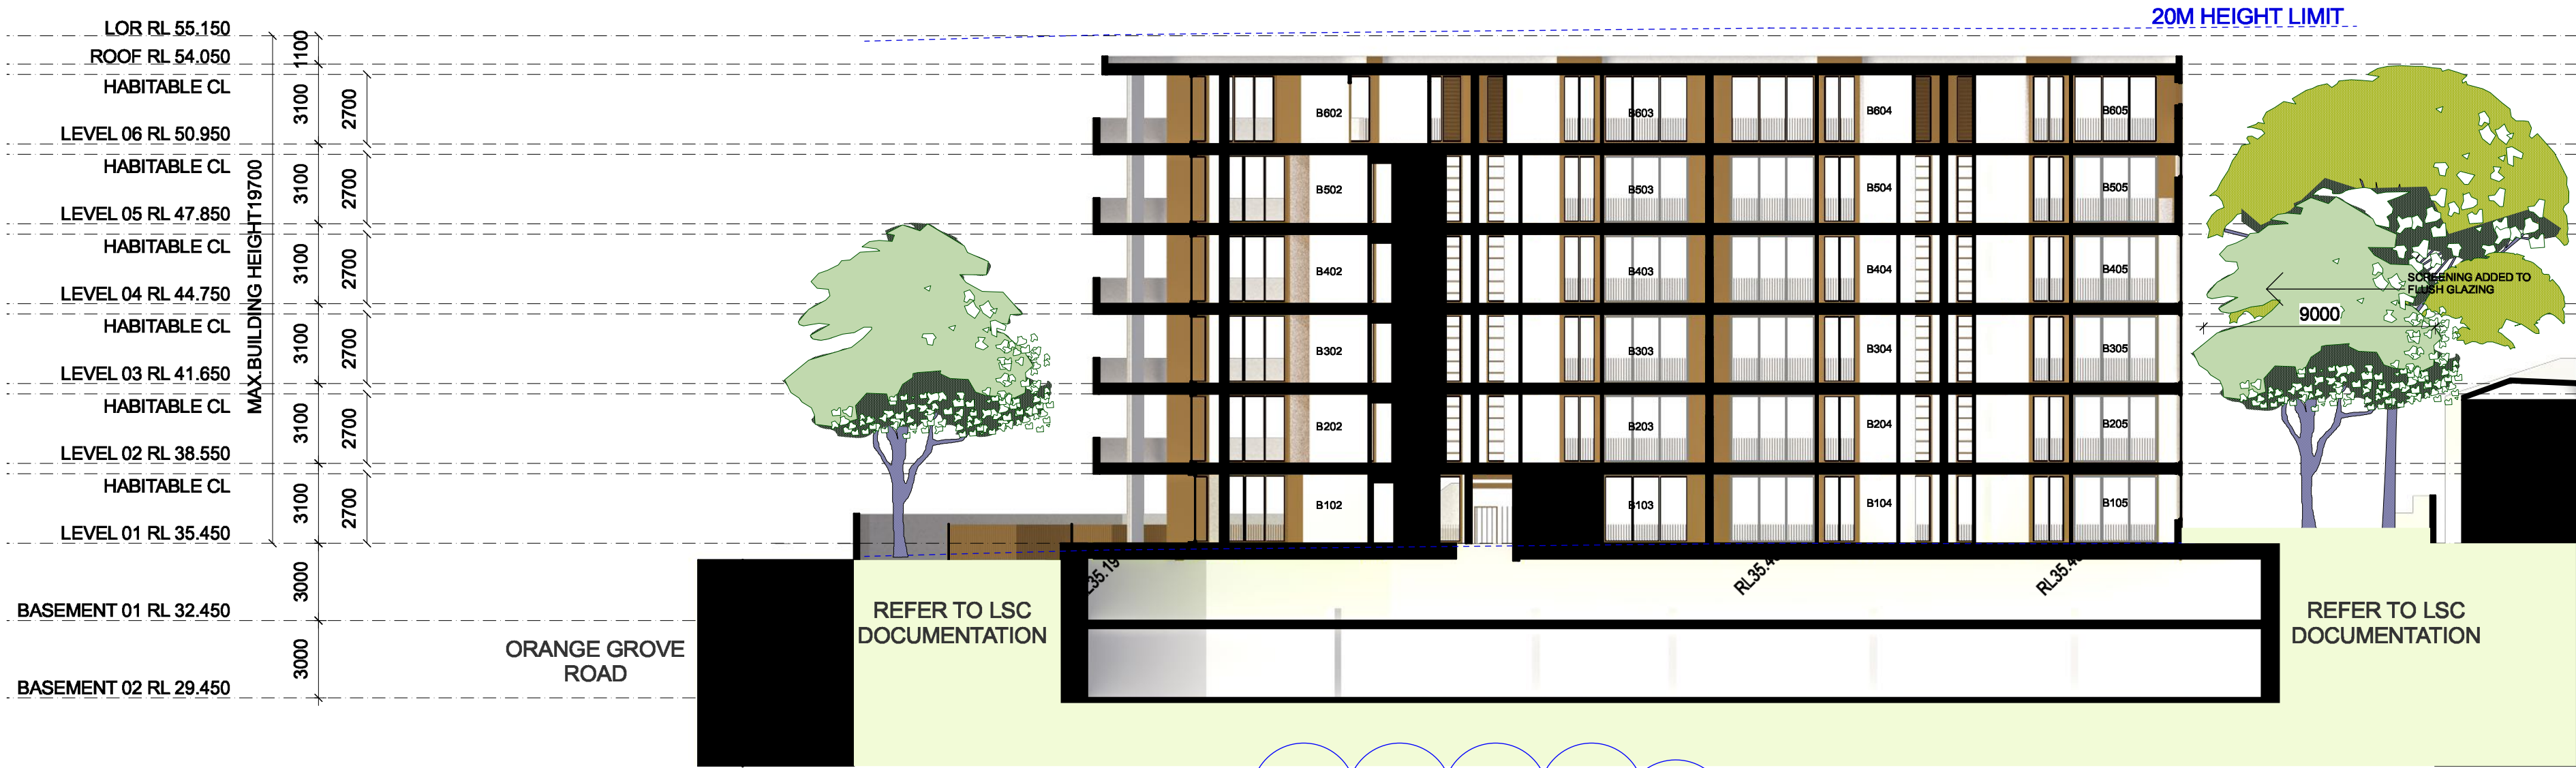 20M HEIGHT LIMIT
LOR RL 55.150
ROOF RL 54.050
HABITABLE CL
LEVEL 06 RL 50.950
HABITABLE CL
LEVEL 05 RL 47.850
HABITABLE CL
LEVEL 04 RL 44.750
HABITABLE CL
LEVEL 03 RL 41.650
HABITABLE CL
LEVEL 02 RL 38.550
HABITABLE CL
LEVEL 01 RL 35.450
BASEMENT 01 RL 32.450
BASEMENT 02 RL 29.450
MAX.BUILDING HEIGHT19700
1100
3100
3100
3100
3100
3100
3100
3000
3000
2700
2700
2700
2700
2700
2700
B602 B603 B604 B605
B502 B503 B504 B505
B402 B403 B404 B405
B302 B303 B304 B305
B202 B203 B204 B205
B102 B103 B104 B105
SCREENING ADDED TO
FLUSH GLAZING
9000
ORANGE GROVE
ROAD
REFER TO LSC
DOCUMENTATION
REFER TO LSC
DOCUMENTATION